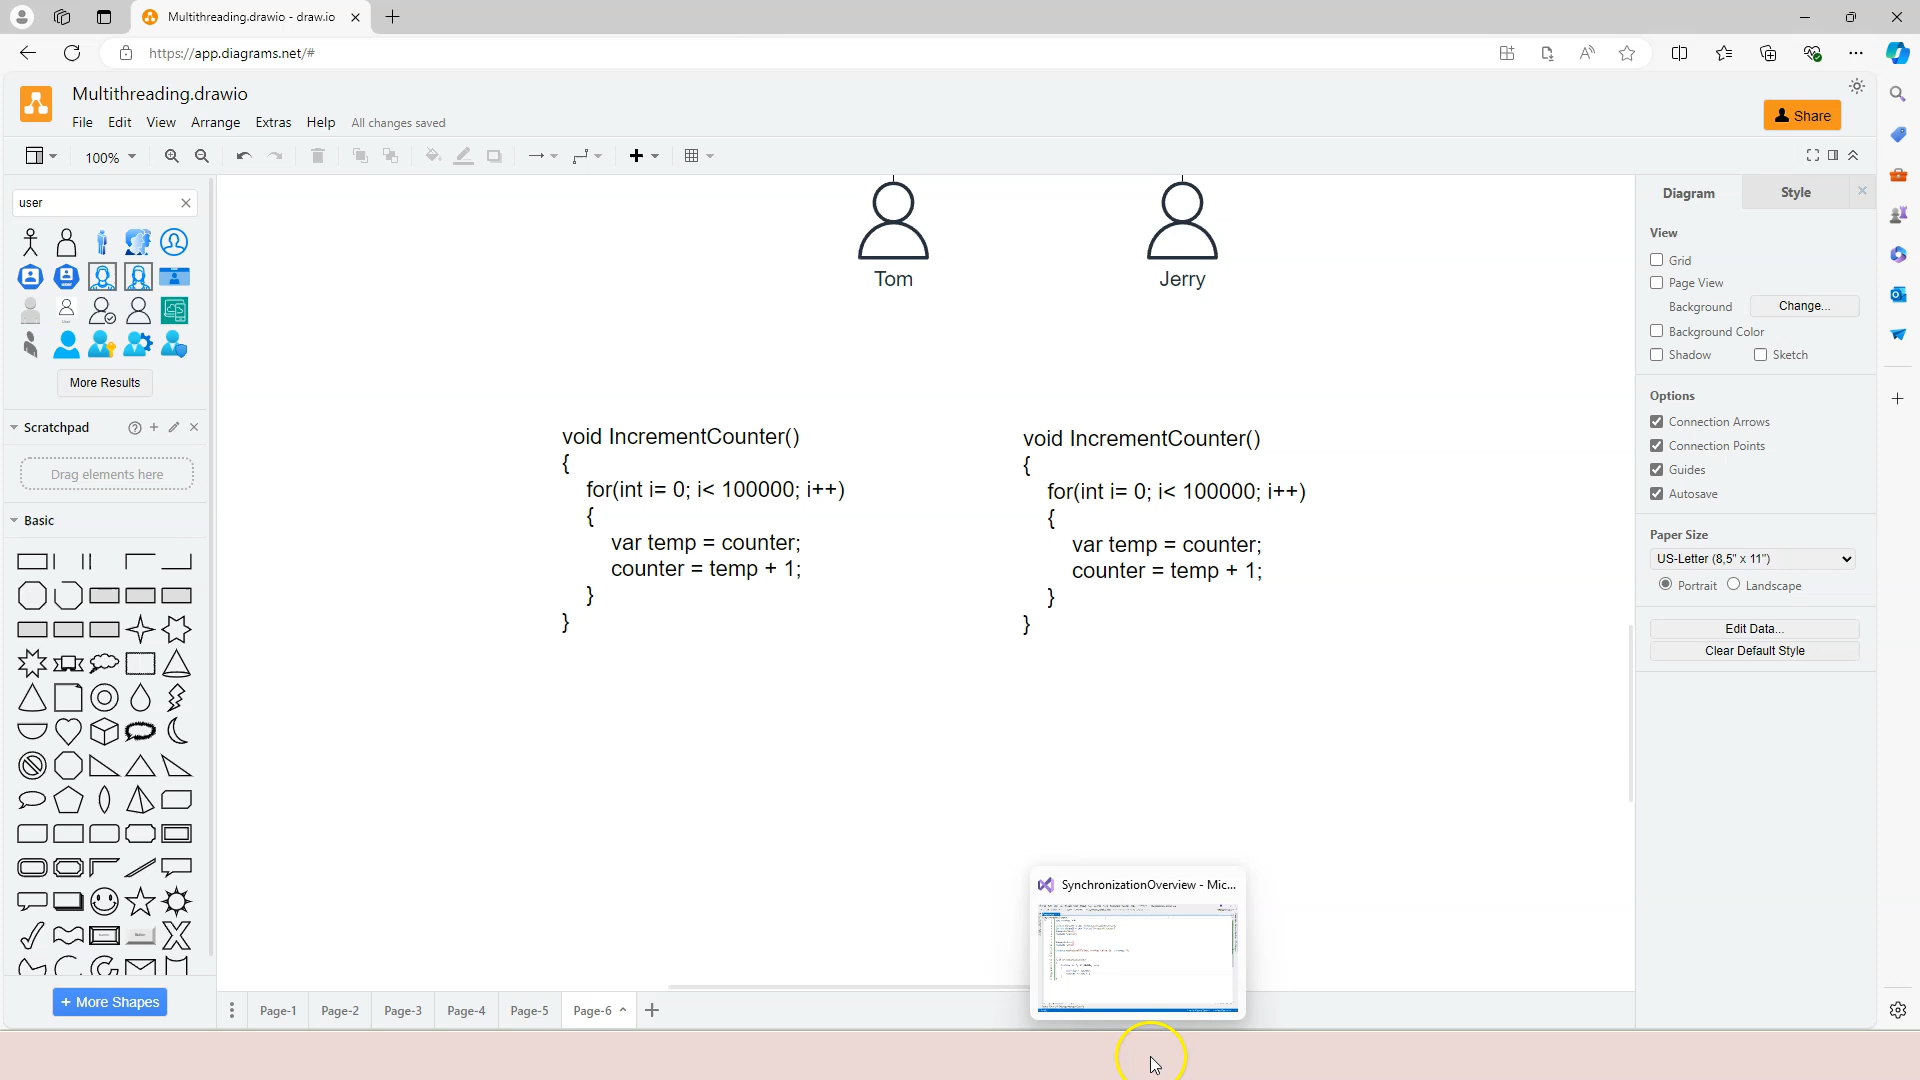 Multithreading.drawio - draw.io
https://app.diagrams.net/#
Multithreading.drawio
File Edit View Arrange Extras Help All changes saved
Share
100%
user
More Results
Scratchpad
Drag elements here
Basic
+ More Shapes
Tom
Jerry
void IncrementCounter()
{
for(int i= 0; i< 100000; i++)
{
var temp = counter;
counter = temp + 1;
}
}
void IncrementCounter()
{
for(int i= 0; i< 100000; i++)
{
var temp = counter;
counter = temp + 1;
}
}
SynchronizationOverview - Mic...
Page-1 Page-2 Page-3 Page-4 Page-5 Page-6
Diagram Style
View
Grid
Page View
Background Change...
Background Color
Shadow Sketch
Options
Connection Arrows
Connection Points
Guides
Autosave
Paper Size
US-Letter (8,5" x 11")
Portrait Landscape
Edit Data...
Clear Default Style